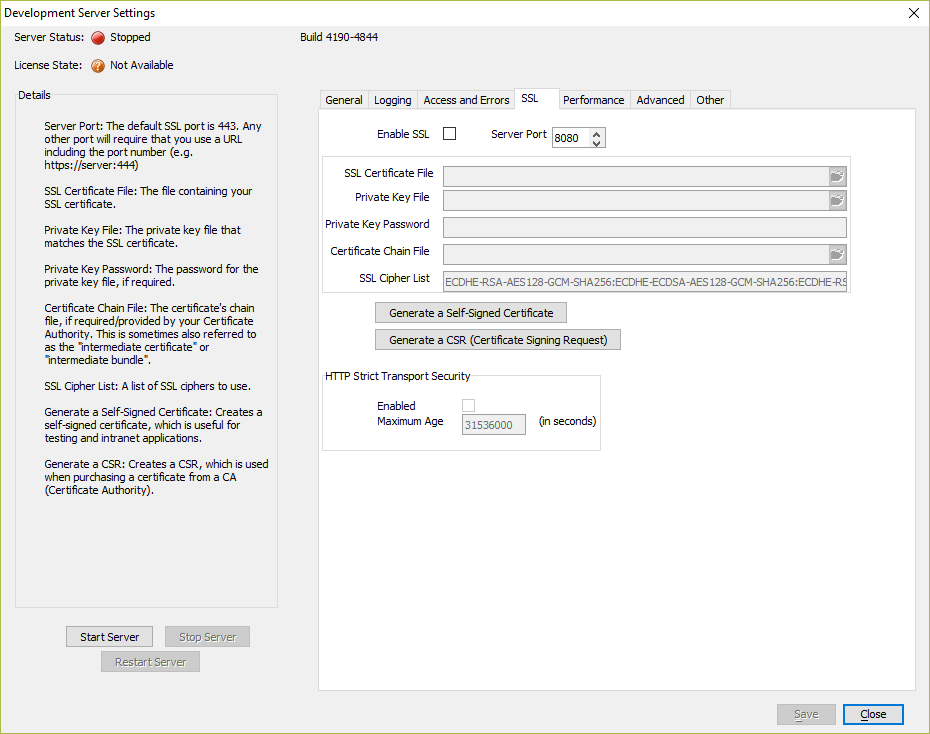 Development Server Settings
Server Status: Stopped
Build 4190-4844
License State: Not Available
Details
Server Port: The default SSL port is 443. Any
other port will require that you use a URL
including the port number (e.g.
https://server:444)
SSL Certificate File: The file containing your
SSL certificate.
Private Key File: The private key file that
matches the SSL certificate.
Private Key Password: The password for the
private key file, if required.
Certificate Chain File: The certificate's chain
file, if required/provided by your Certificate
Authority. This is sometimes also referred to
as the "intermediate certificate" or
"intermediate bundle".
SSL Cipher List: A list of SSL ciphers to use.
Generate a Self-Signed Certificate: Creates a
self-signed certificate, which is useful for
testing and intranet applications.
Generate a CSR: Creates a CSR, which is used
when purchasing a certificate from a CA
(Certificate Authority).
Start Server
Stop Server
Restart Server
General Logging Access and Errors SSL Performance Advanced Other
Enable SSL Server Port 8080
SSL Certificate File
Private Key File
Private Key Password
Certificate Chain File
SSL Cipher List ECDHE-RSA-AES128-GCM-SHA256:ECDHE-ECDSA-AES128-GCM-SHA256:ECDHE-RS
Generate a Self-Signed Certificate
Generate a CSR (Certificate Signing Request)
HTTP Strict Transport Security
Enabled
Maximum Age 31536000 (in seconds)
Save Close